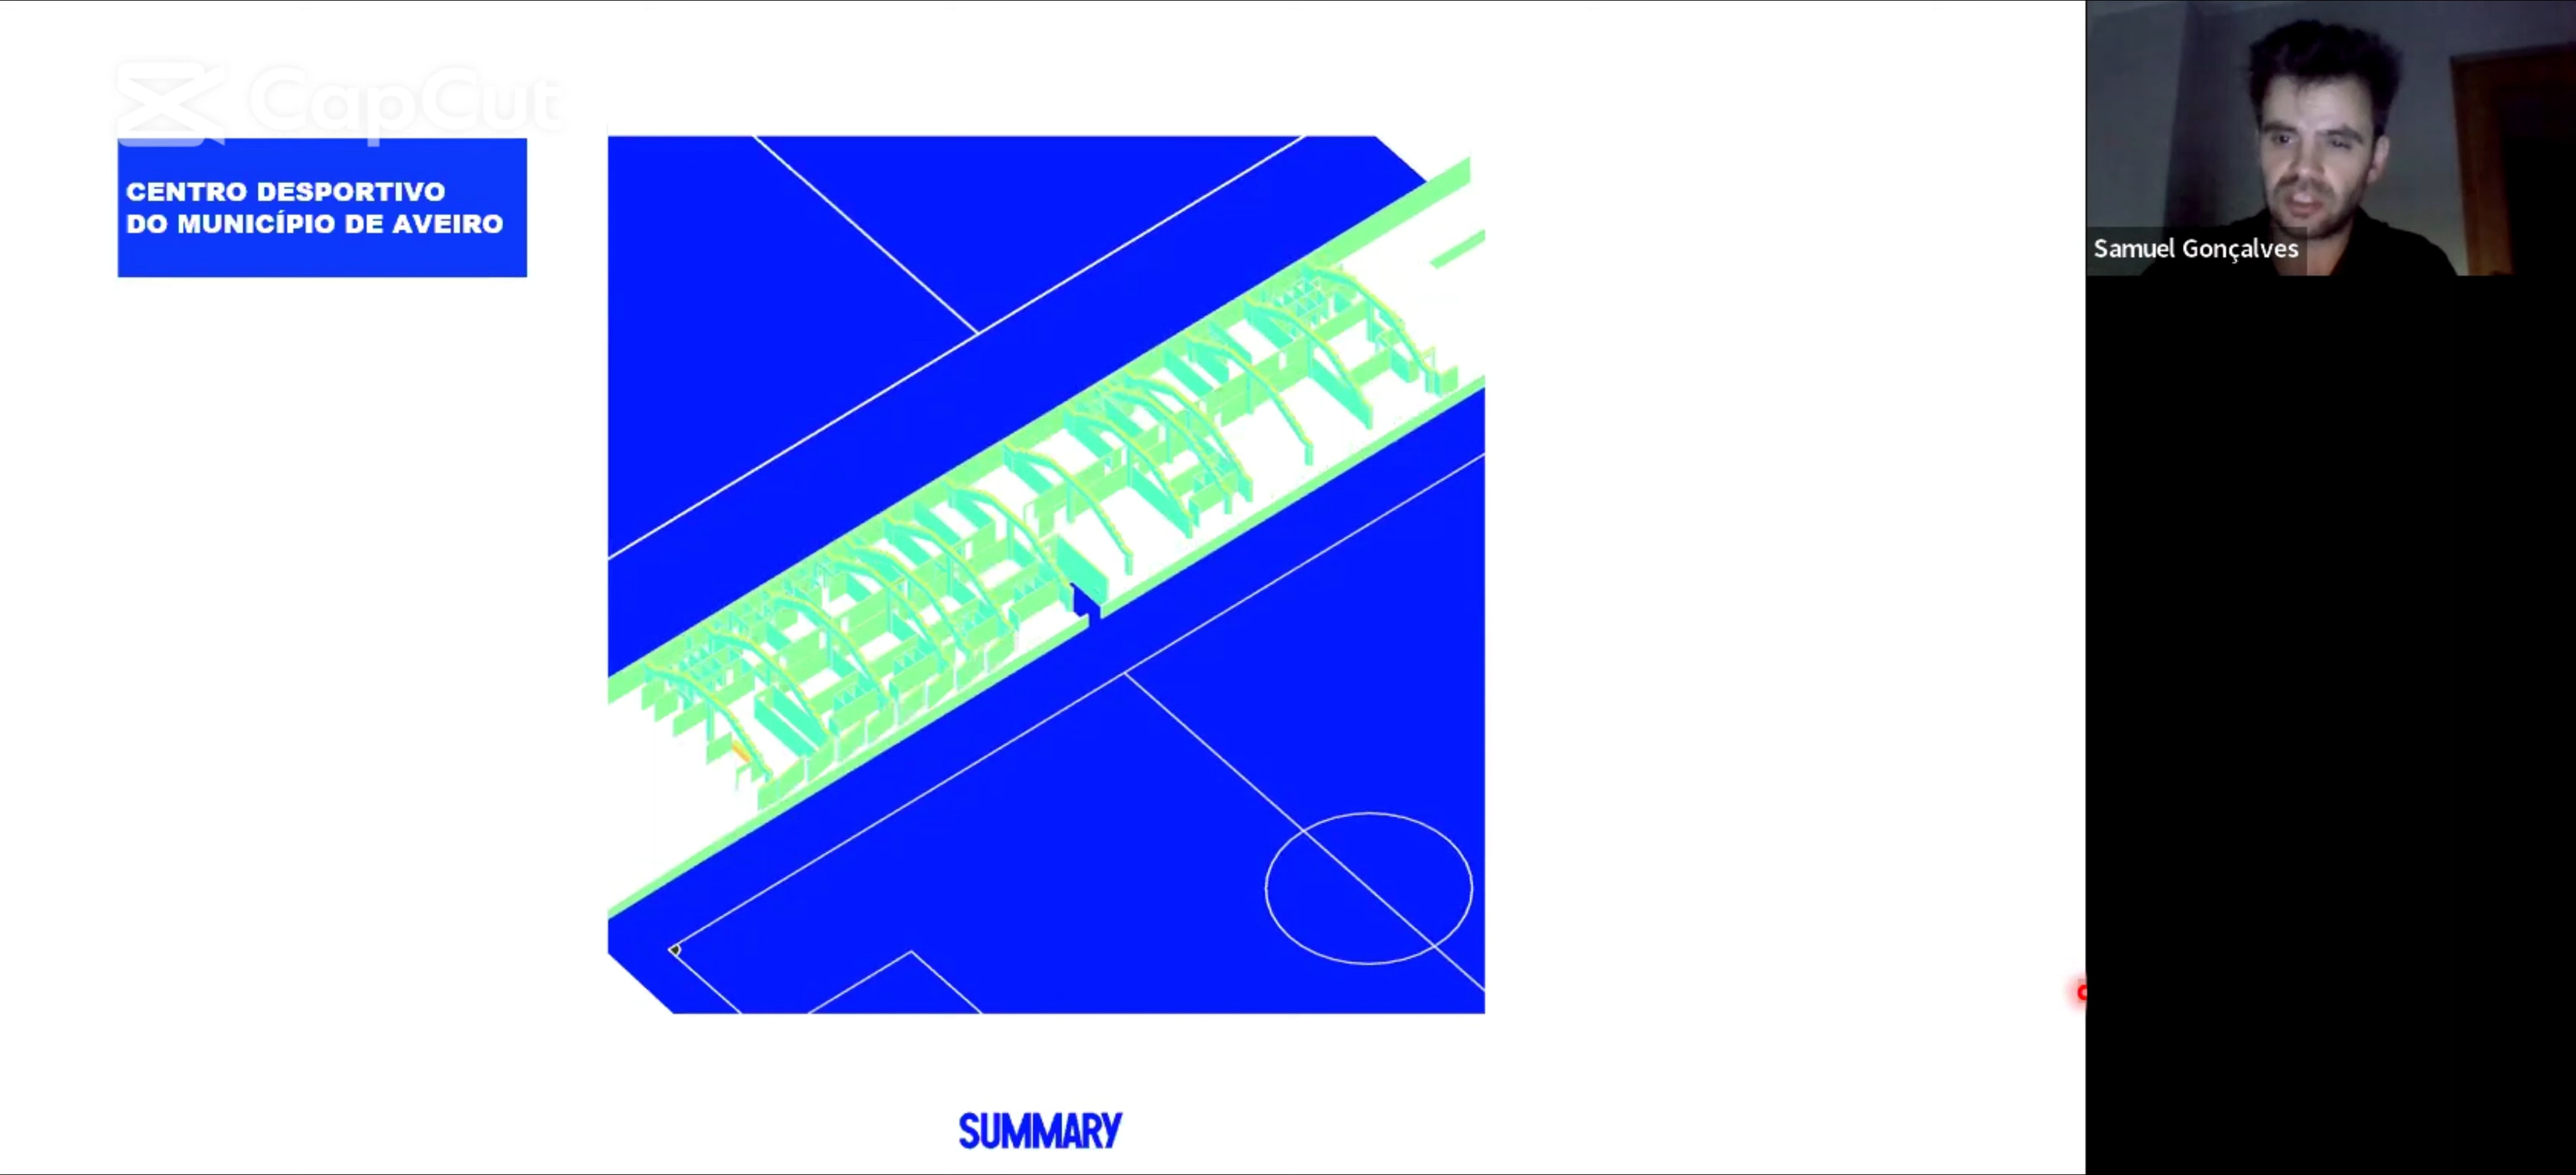 CapCut
CENTRO DESPORTIVO
DO MUNICÍPIO DE AVEIRO
Samuel Gonçalves
SUMMARY